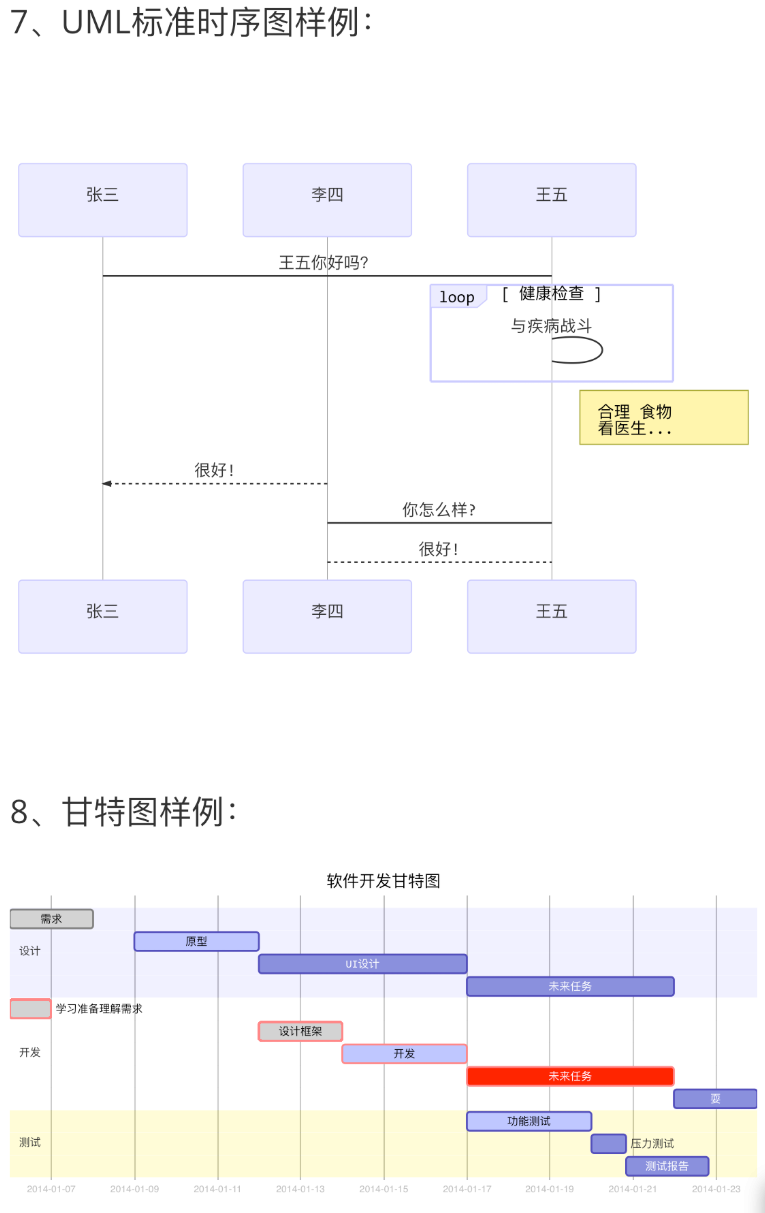 7、UML标准时序图样例：
张三
李四
王五
王五你好吗?
loop
[ 健康检查 ]
与疾病战斗
合理 食物
看医生...
很好!
你怎么样?
很好!
张三
李四
王五
8、甘特图样例：
软件开发甘特图
需求
原型
设计
UI设计
未来任务
学习准备理解需求
设计框架
开发
开发
未来任务
耍
功能测试
测试
压力测试
测试报告
2014-01-07
2014-01-09
2014-01-11
2014-01-13
2014-01-15
2014-01-17
2014-01-19
2014-01-21
2014-01-23